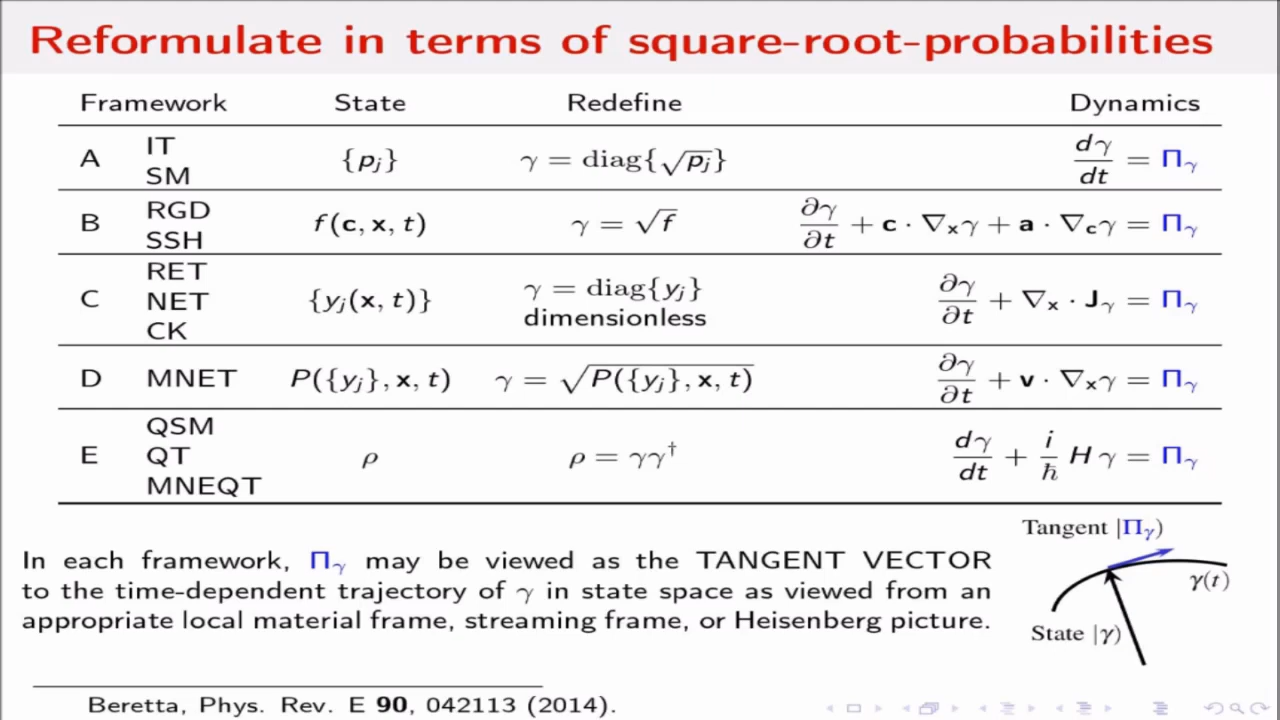 Reformulate in terms of square-root-probabilities
Framework State Redefine Dynamics
A IT SM {p_j} γ = diag{√p_j} dγ/dt = Π_γ
B RGD SSH f(c, x, t) γ = √f ∂γ/∂t + c · ∇_xγ + a · ∇_cγ = Π_γ
C RET NET CK {y_j(x, t)} γ = diag{y_j} dimensionless ∂γ/∂t + ∇_x · J_γ = Π_γ
D MNET P({y_j}, x, t) γ = √P({y_j}, x, t) ∂γ/∂t + v · ∇_xγ = Π_γ
E QSM QT MNEQT ρ ρ = γγ† dγ/dt + i/ħ H γ = Π_γ
In each framework, Π_γ may be viewed as the TANGENT VECTOR
to the time-dependent trajectory of γ in state space as viewed from an
appropriate local material frame, streaming frame, or Heisenberg picture.
Tangent |Π_γ)
γ(t)
State |γ)
Beretta, Phys. Rev. E 90, 042113 (2014).